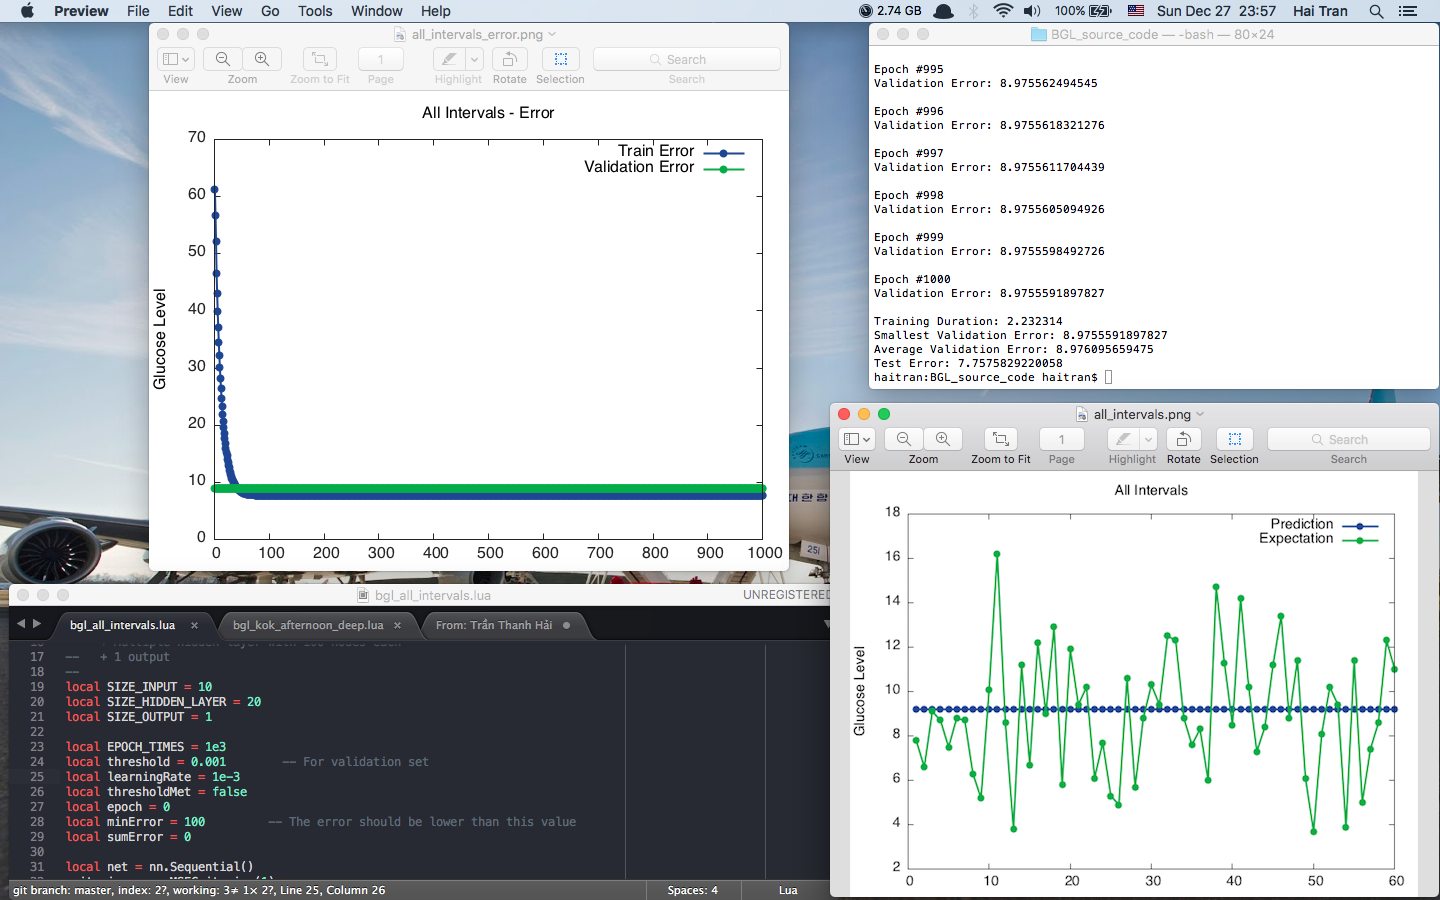 Preview File Edit View Go Tools Window Help
2.74 GB 100% Sun Dec 27 23:57 Hai Tran
all_intervals_error.png
1 Search
View Zoom Zoom to Fit Page Highlight Rotate Selection Search
All Intervals - Error
Train Error
Validation Error
Glucose Level
70
60
50
40
30
20
10
0
0 100 200 300 400 500 600 700 800 900 1000
BGL_source_code — -bash — 80×24
Epoch #995
Validation Error: 8.975562494545
Epoch #996
Validation Error: 8.9755618321276
Epoch #997
Validation Error: 8.9755611704439
Epoch #998
Validation Error: 8.9755605094926
Epoch #999
Validation Error: 8.9755598492726
Epoch #1000
Validation Error: 8.9755591897827
Training Duration: 2.232314
Smallest Validation Error: 8.9755591897827
Average Validation Error: 8.976095659475
Test Error: 7.7575829220058
haitran:BGL_source_code haitran$
대한항
251
bgl_all_intervals.lua UNREGISTERED
bgl_all_intervals.lua × bgl_kok_afternoon_deep.lua × From: Trần Thanh Hải
17 -- + 1 output
18 --
19 local SIZE_INPUT = 10
20 local SIZE_HIDDEN_LAYER = 20
21 local SIZE_OUTPUT = 1
22
23 local EPOCH_TIMES = 1e3
24 local threshold = 0.001 -- For validation set
25 local learningRate = 1e-3
26 local thresholdMet = false
27 local epoch = 0
28 local minError = 100 -- The error should be lower than this value
29 local sumError = 0
30
31 local net = nn.Sequential()
git branch: master, index: 2?, working: 3≠ 1× 2?, Line 25, Column 26 Spaces: 4 Lua
all_intervals.png
1 Search
View Zoom Zoom to Fit Page Highlight Rotate Selection Search
All Intervals
Prediction
Expectation
Glucose Level
18
16
14
12
10
8
6
4
2
0 10 20 30 40 50 60